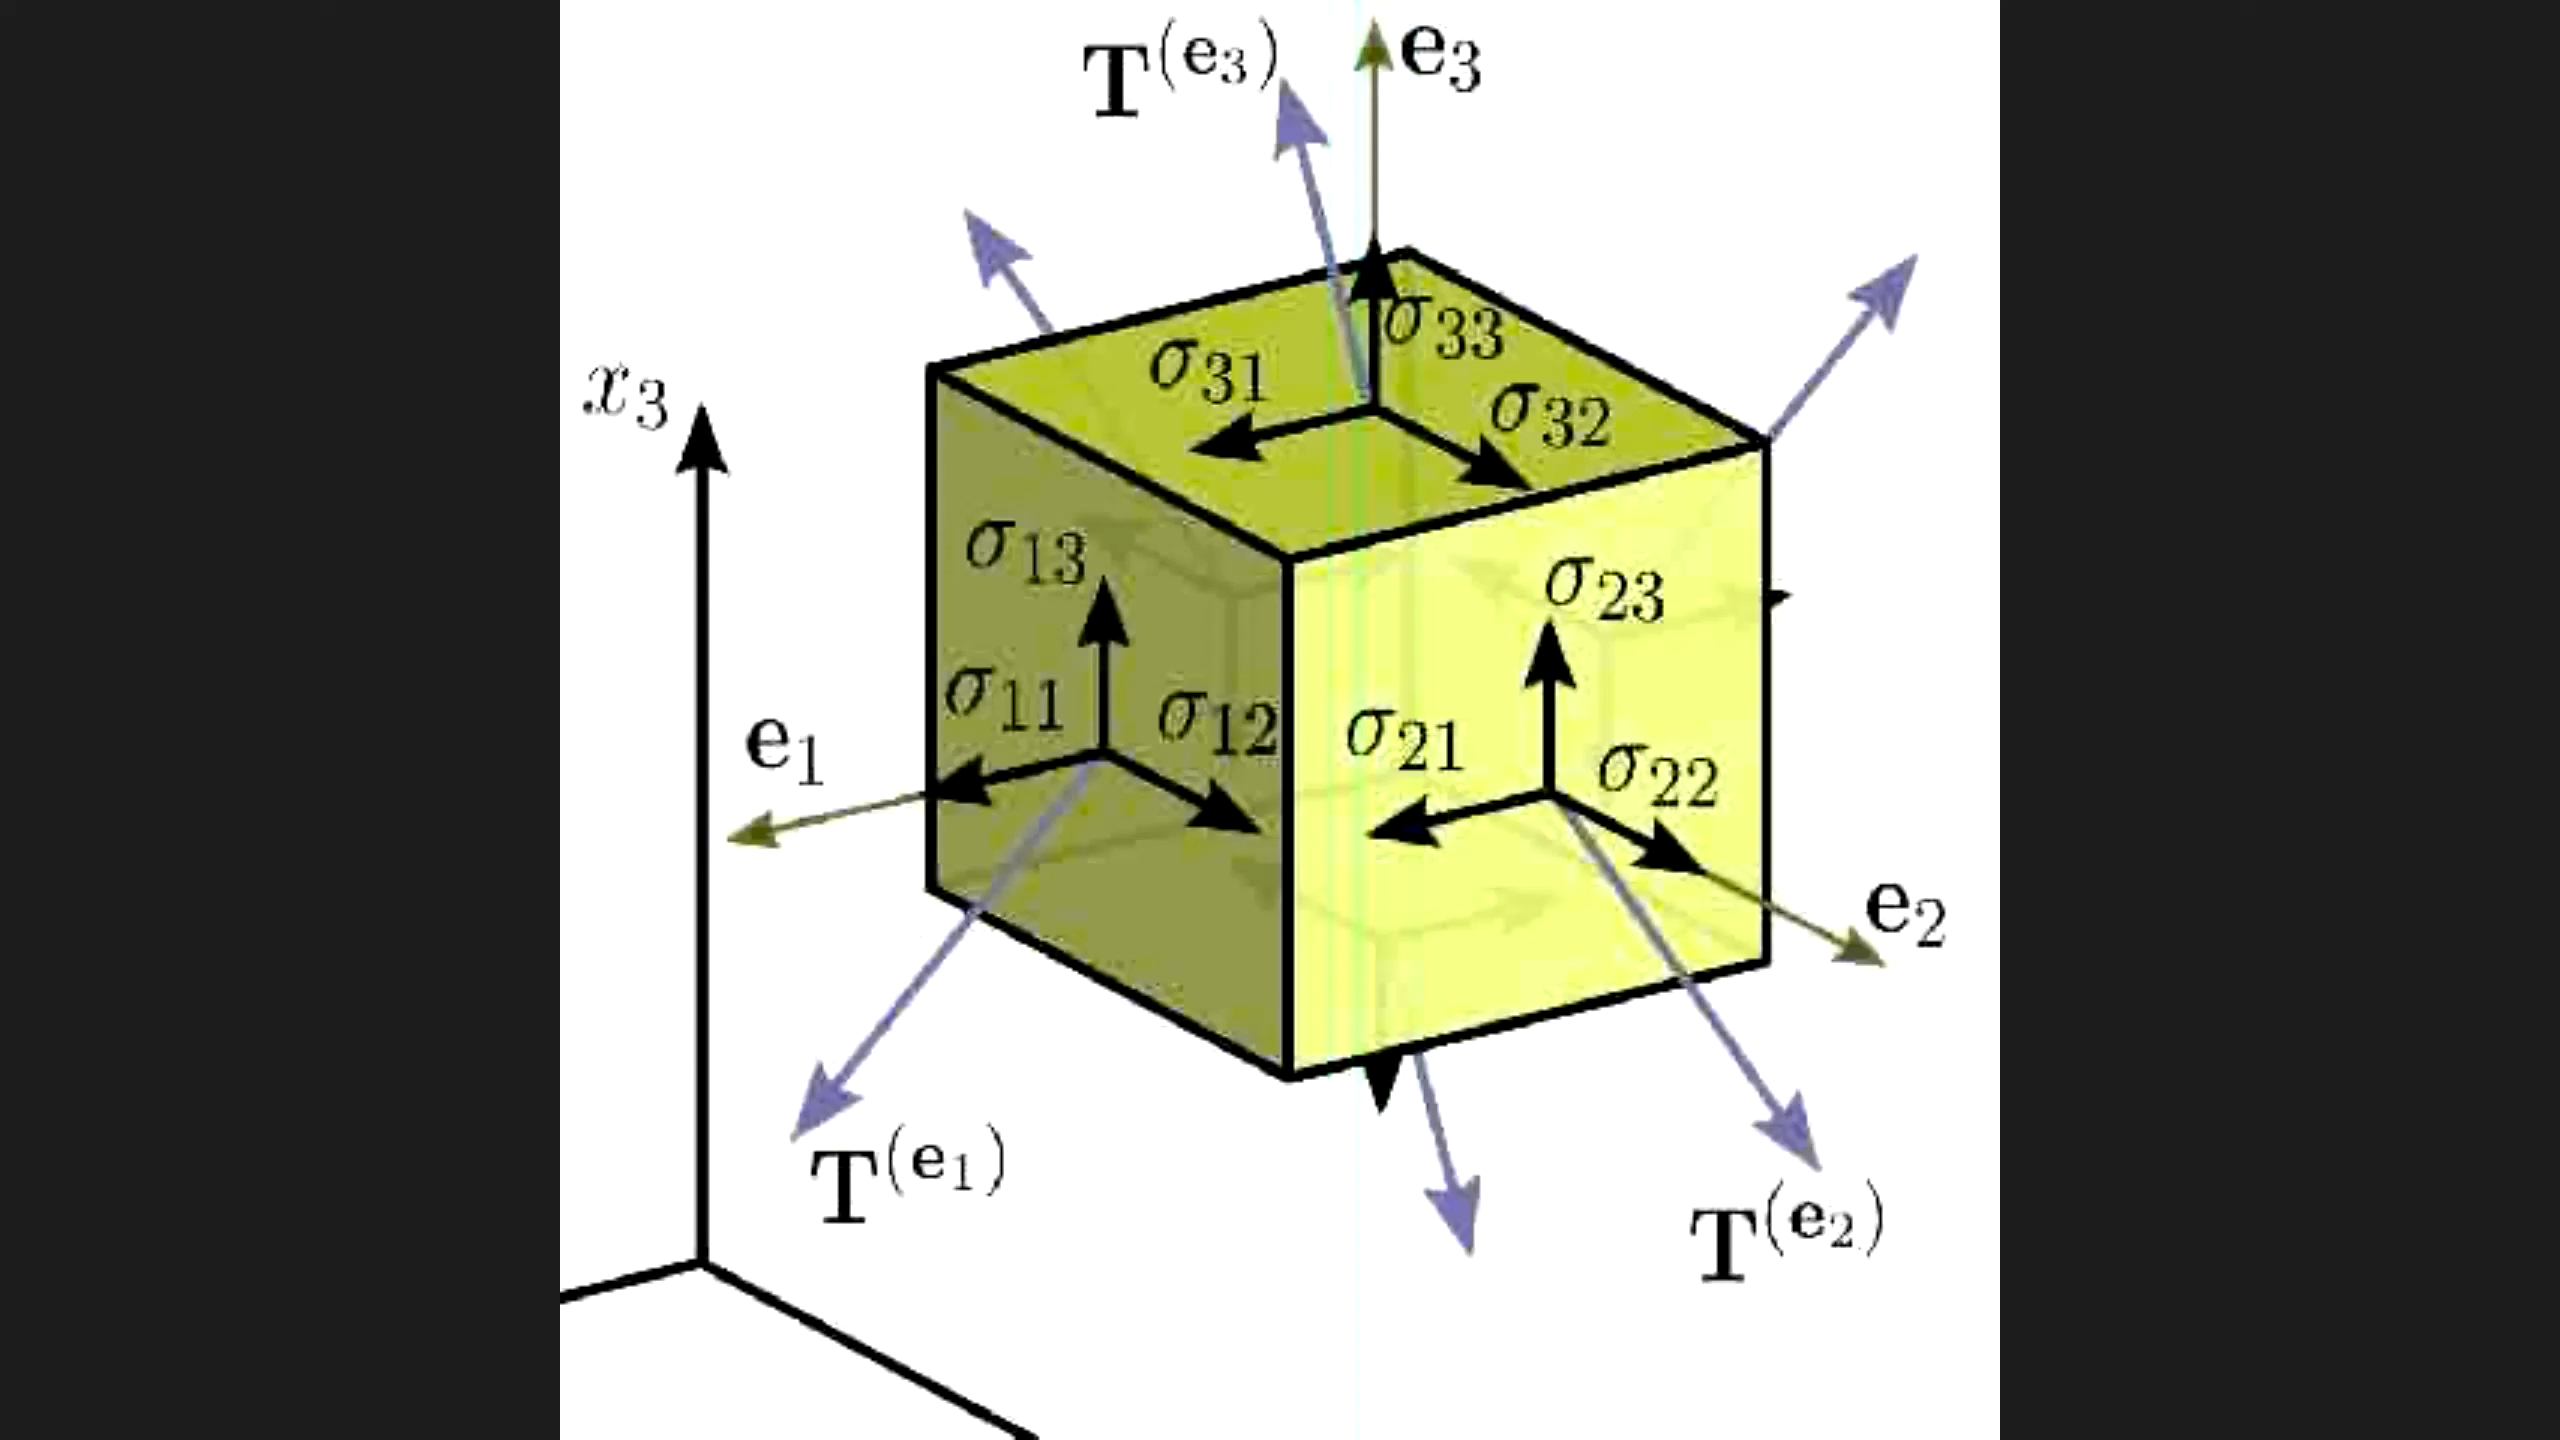 T^(e₃)
e₃
σ₃₃
σ₃₁
σ₃₂
x₃
σ₁₃
σ₂₃
σ₁₁
σ₁₂
σ₂₁
σ₂₂
e₁
e₂
T^(e₁)
T^(e₂)